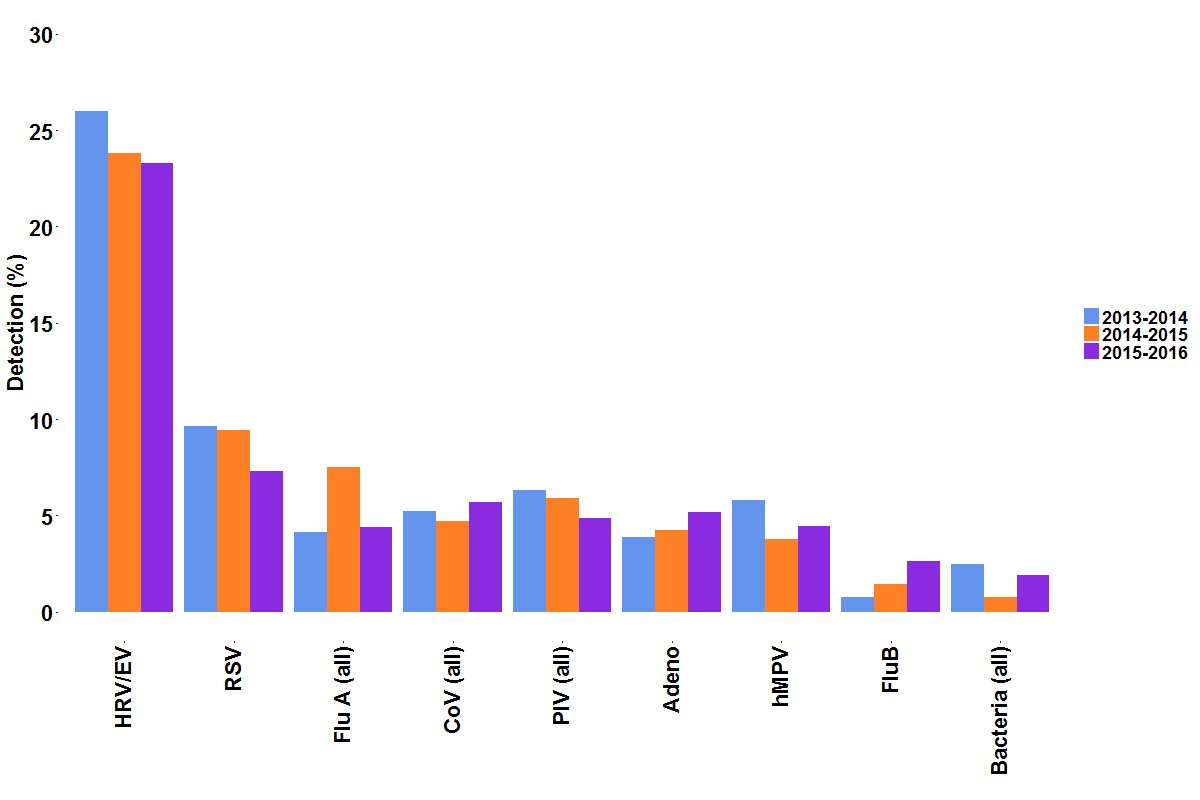 30
25
20
15
10
5
0
Detection (%)
HRV/EV
RSV
Flu A (all)
CoV (all)
PIV (all)
Adeno
hMPV
FluB
Bacteria (all)
2013-2014
2014-2015
2015-2016